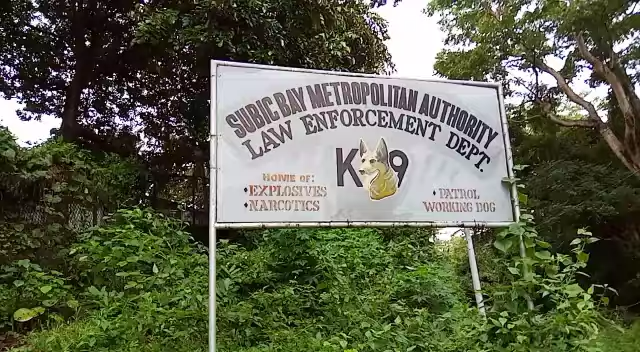 SUBIC BAY METROPOLITAN AUTHORITY
LAW ENFORCEMENT DEPT.
K 9
HOME OF:
• EXPLOSIVES
• NARCOTICS
• PATROL
WORKING DOG